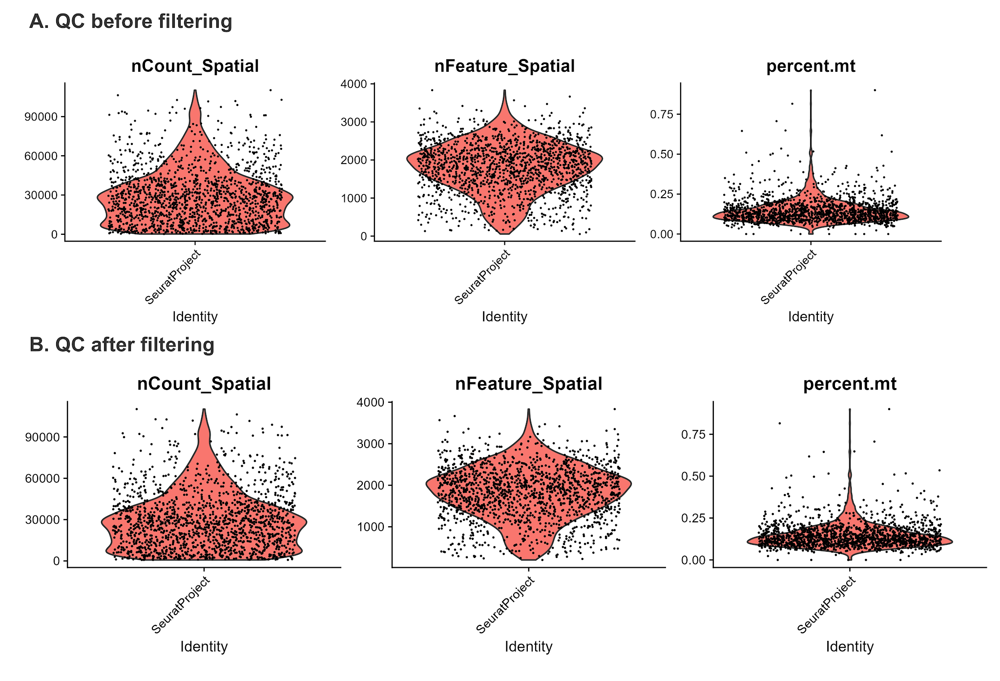 A. QC before filtering
nCount_Spatial
90000
60000
30000
0
SeuratProject
Identity
nFeature_Spatial
4000
3000
2000
1000
0
SeuratProject
Identity
percent.mt
0.75
0.50
0.25
0.00
SeuratProject
Identity
B. QC after filtering
nCount_Spatial
90000
60000
30000
0
SeuratProject
Identity
nFeature_Spatial
4000
3000
2000
1000
SeuratProject
Identity
percent.mt
0.75
0.50
0.25
0.00
SeuratProject
Identity